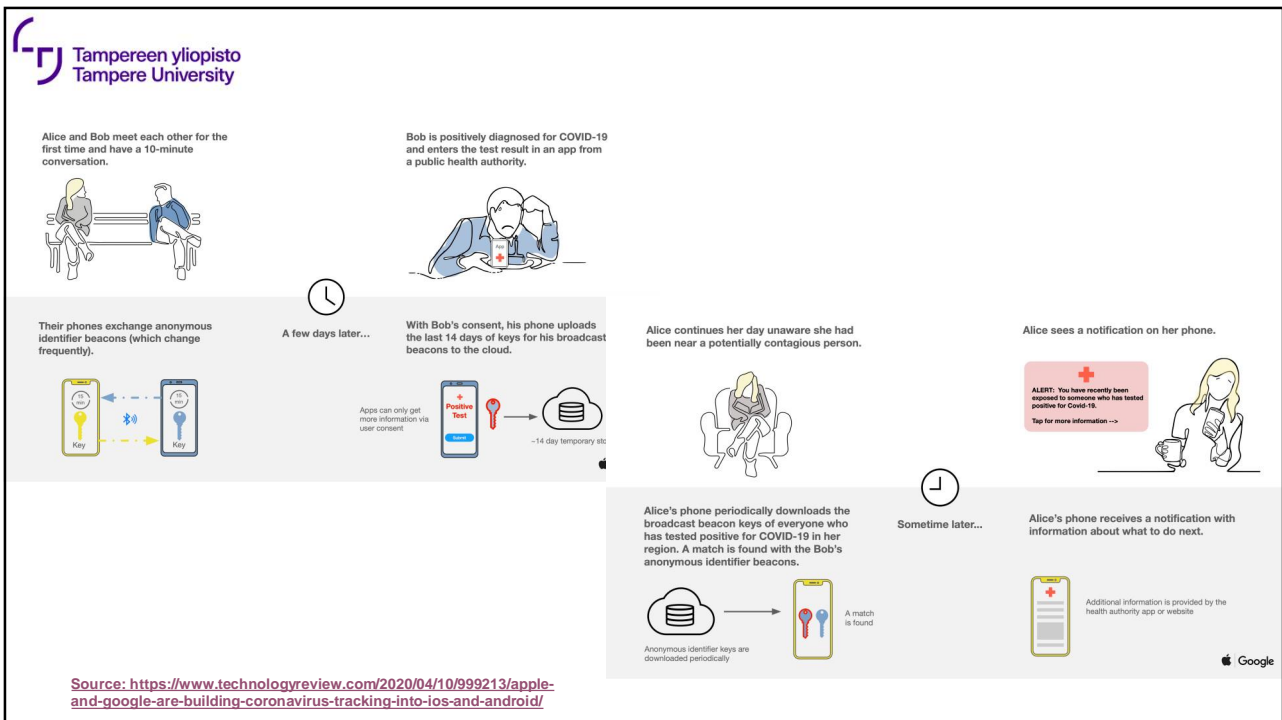 Tampereen yliopisto
Tampere University
Alice and Bob meet each other for the
first time and have a 10-minute
conversation.
Bob is positively diagnosed for COVID-19
and enters the test result in an app from
a public health authority.
App
Their phones exchange anonymous
identifier beacons (which change
frequently).
A few days later…
With Bob's consent, his phone uploads
the last 14 days of keys for his broadcast
beacons to the cloud.
15
min
15
min
Key
Key
Apps can only get
more information via
user consent
Positive
Test
Submit
~14 day temporary sto
Alice continues her day unaware she had
been near a potentially contagious person.
Alice sees a notification on her phone.
ALERT: You have recently been
exposed to someone who has tested
positive for Covid-19.
Tap for more information -->
Alice's phone periodically downloads the
broadcast beacon keys of everyone who
has tested positive for COVID-19 in her
region. A match is found with the Bob's
anonymous identifier beacons.
Sometime later...
Alice's phone receives a notification with
information about what to do next.
A match
is found
Anonymous identifier keys are
downloaded periodically
Additional information is provided by the
health authority app or website
Google
Source: https://www.technologyreview.com/2020/04/10/999213/apple-
and-google-are-building-coronavirus-tracking-into-ios-and-android/